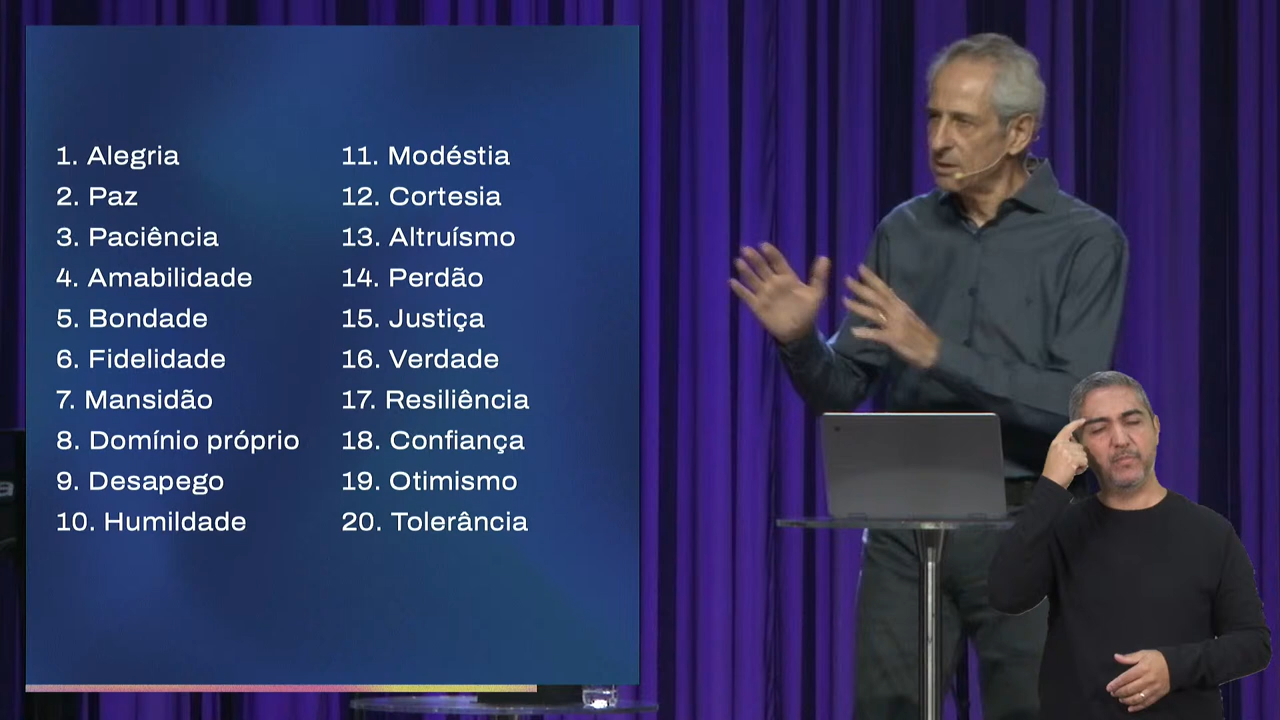 1. Alegria
2. Paz
3. Paciência
4. Amabilidade
5. Bondade
6. Fidelidade
7. Mansidão
8. Domínio próprio
9. Desapego
10. Humildade
11. Modéstia
12. Cortesia
13. Altruísmo
14. Perdão
15. Justiça
16. Verdade
17. Resiliência
18. Confiança
19. Otimismo
20. Tolerância